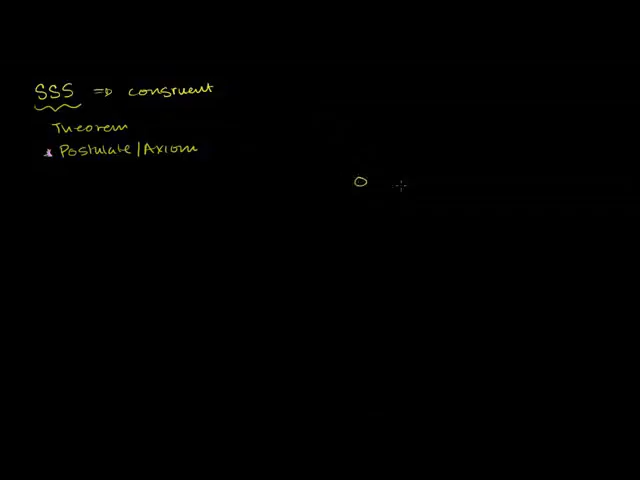 SSS ⇒ congruent
Theorem
* Postulate/Axiom